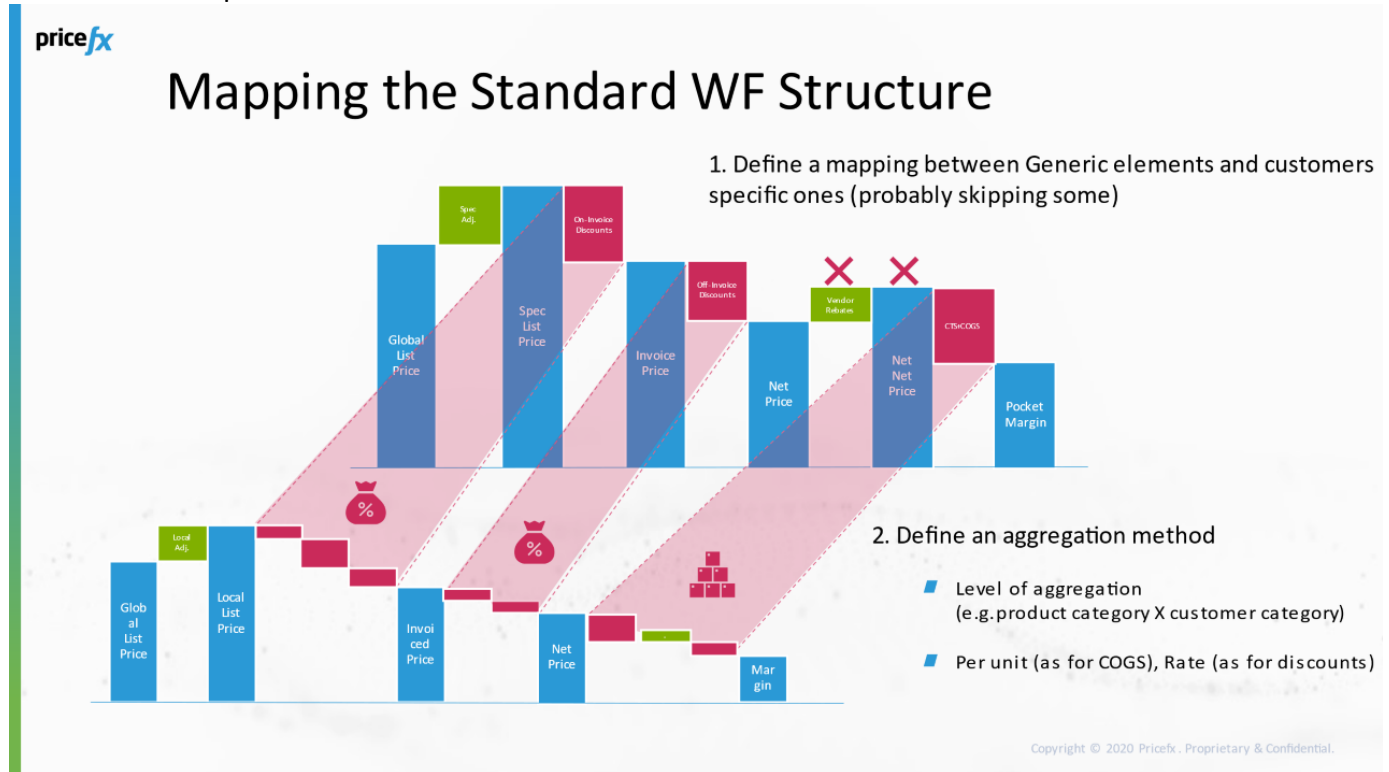 pricefx
Mapping the Standard WF Structure
1. Define a mapping between Generic elements and customers
specific ones (probably skipping some)
Spec
Adj.
On-Invoice
Discounts
Global
List
Price
Spec
List
Price
Invoice
Price
Off-Invoice
Discounts
Net
Price
Vendor
Rebates
Net
Net
Price
CTS+COGS
Pocket
Margin
%
%
Local
Adj.
Glob
al
List
Price
Local
List
Price
Invoi
ced
Price
Net
Price
Mar
gin
2. Define an aggregation method
Level of aggregation
(e.g.product category X customer category)
Per unit (as for COGS), Rate (as for discounts)
Copyright © 2020 Pricefx. Proprietary & Confidential.